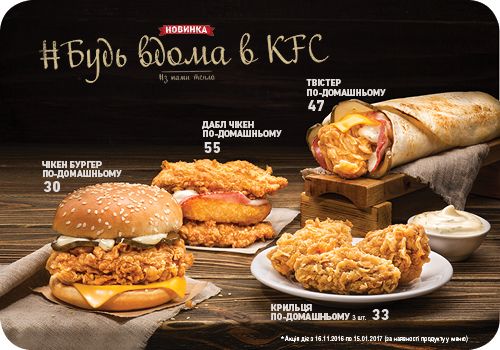 НОВИНКА
#Будь вдома в KFC
Із нами тепло
ТВІСТЕР
ПО-ДОМАШНЬОМУ
47
ДАБЛ ЧІКЕН
ПО-ДОМАШНЬОМУ
55
ЧІКЕН БУРГЕР
ПО-ДОМАШНЬОМУ
30
КРИЛЬЦЯ
ПО-ДОМАШНЬОМУ 3 шт. 33
*Акція діє з 16.11.2016 по 15.01.2017 (за наявності продукту у меню)